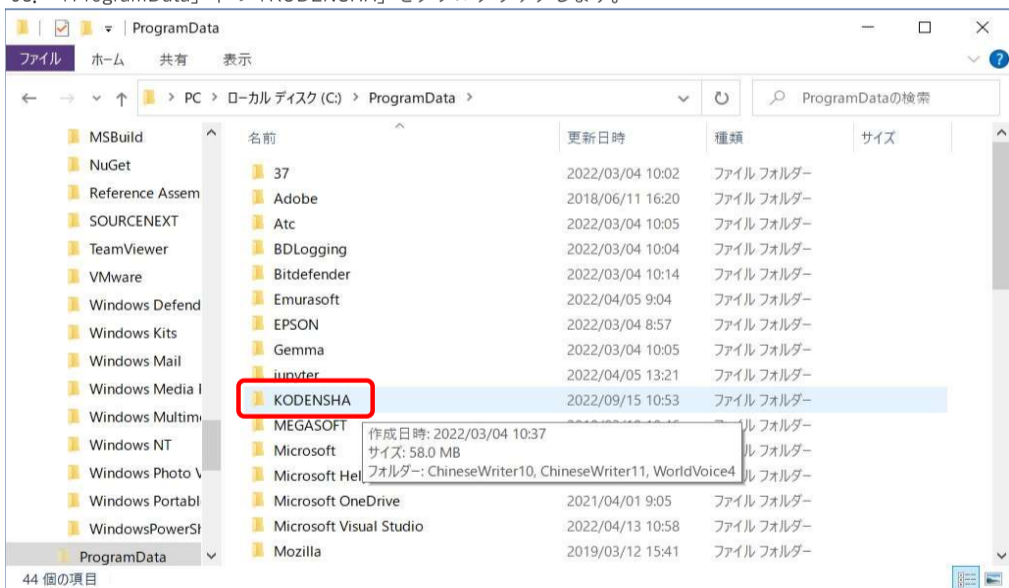 ProgramData
ファイル ホーム 共有 表示
PC > ローカル ディスク (C:) > ProgramData > ProgramDataの検索
MSBuild
NuGet
Reference Assem
SOURCENEXT
TeamViewer
VMware
Windows Defend
Windows Kits
Windows Mail
Windows Media
Windows Multim
Windows NT
Windows Photo
Windows Portabl
WindowsPowerSh
ProgramData
名前 更新日時 種類 サイズ
37 2022/03/04 10:02 ファイル フォルダー
Adobe 2018/06/11 16:20 ファイル フォルダー
Atc 2022/03/04 10:05 ファイル フォルダー
BDLogging 2022/03/04 10:04 ファイル フォルダー
Bitdefender 2022/03/04 10:14 ファイル フォルダー
Emurasoft 2022/04/05 9:04 ファイル フォルダー
EPSON 2022/03/04 8:57 ファイル フォルダー
Gemma 2022/03/04 10:05 ファイル フォルダー
jupyter 2022/04/05 13:21 ファイル フォルダー
KODENSHA 2022/09/15 10:53 ファイル フォルダー
MEGASOFT
作成日時: 2022/03/04 10:37
サイズ: 58.0 MB
フォルダー: ChineseWriter10, ChineseWriter11, WorldVoice4
Microsoft
Microsoft Hel
Microsoft OneDrive 2021/04/01 9:05 ファイル フォルダー
Microsoft Visual Studio 2022/04/13 10:58 ファイル フォルダー
Mozilla 2019/03/12 15:41 ファイル フォルダー
44 個の項目